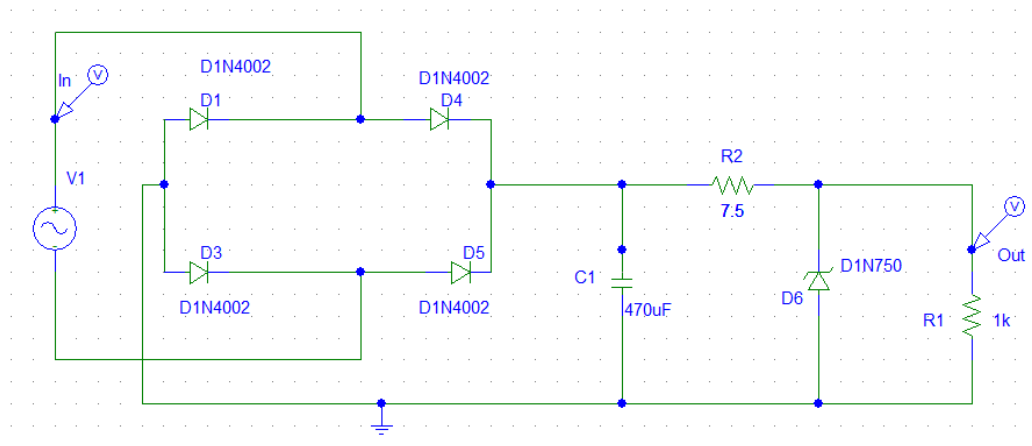 D1N4002
D1N4002
In
V
D1
D4
V1
R2
7.5
V
D3
D5
C1
D1N750
Out
D6
D1N4002
D1N4002
470uF
R1
1k